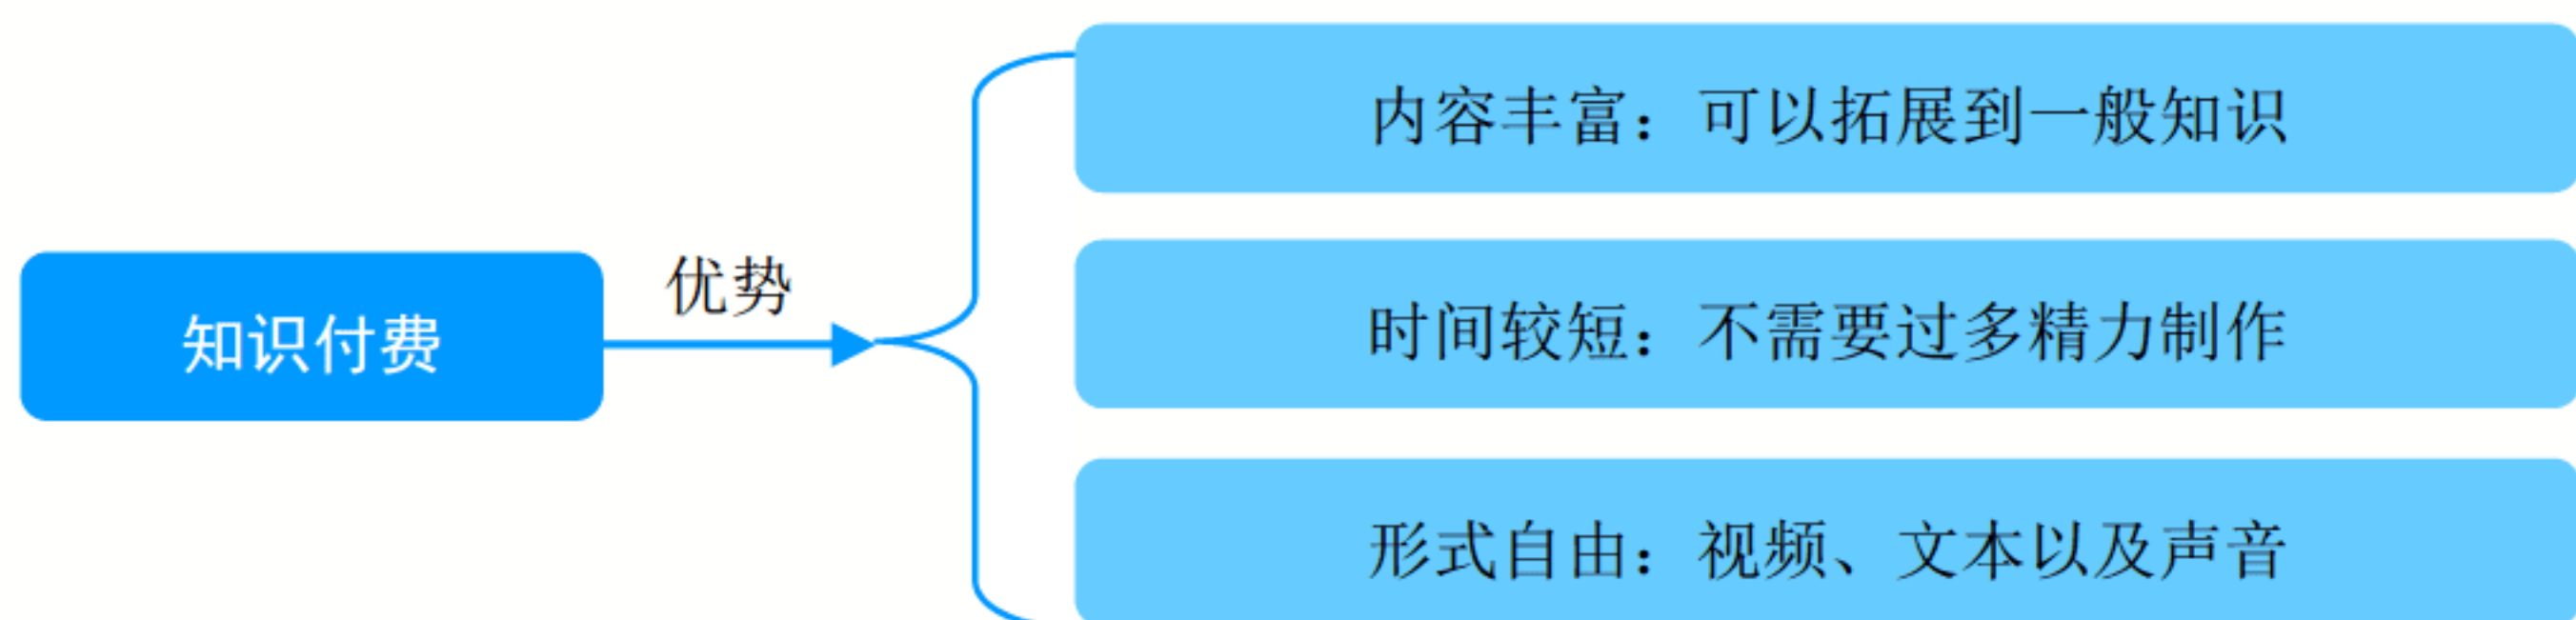 内容丰富：可以拓展到一般知识
优势
时间较短：不需要过多精力制作
知识付费
形式自由：视频、文本以及声音